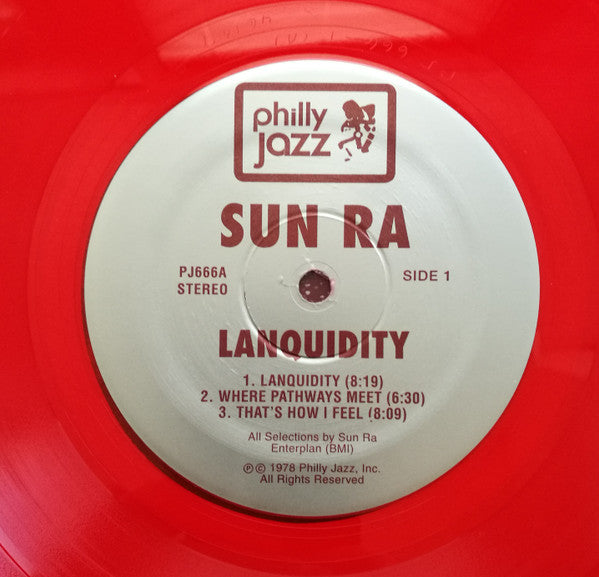 philly
jazz
SUN RA
PJ666A
STEREO
SIDE 1
LANQUIDITY
1. LANQUIDITY (8:19)
2. WHERE PATHWAYS MEET (6:30)
3. THAT'S HOW I FEEL (8:09)
All Selections by Sun Ra
Enterplan (BMI)
℗ © 1978 Philly Jazz, Inc.
All Rights Reserved